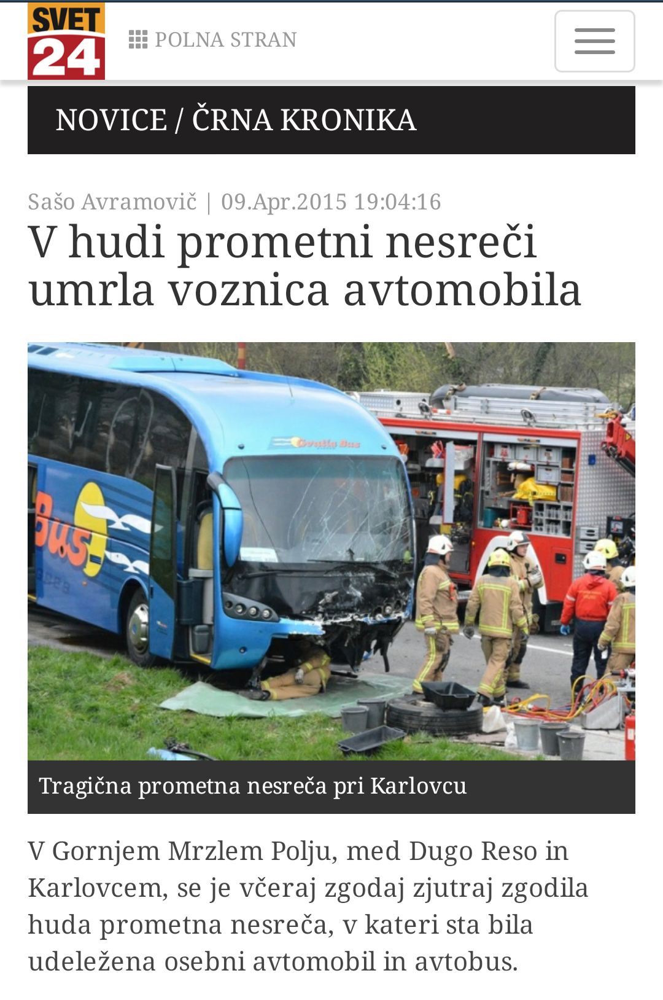 SVET
24
POLNA STRAN
NOVICE / ČRNA KRONIKA
Sašo Avramovič | 09.Apr.2015 19:04:16
V hudi prometni nesreči
umrla voznica avtomobila
Croatia Bus
Bus
Tragična prometna nesreča pri Karlovcu
V Gornjem Mrzlem Polju, med Dugo Reso in
Karlovcem, se je včeraj zgodaj zjutraj zgodila
huda prometna nesreča, v kateri sta bila
udeležena osebni avtomobil in avtobus.